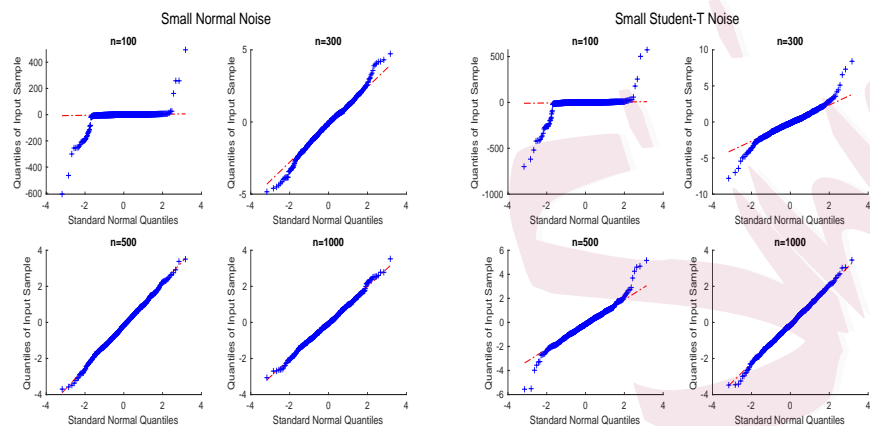 Small Normal Noise
n=100
Quantiles of Input Sample
400
200
0
-200
-400
-600
-4 -2 0 2 4
Standard Normal Quantiles
n=300
Quantiles of Input Sample
5
0
-5
-4 -2 0 2 4
Standard Normal Quantiles
n=500
Quantiles of Input Sample
4
2
0
-2
-4
-4 -2 0 2 4
Standard Normal Quantiles
n=1000
Quantiles of Input Sample
4
2
0
-2
-4
-4 -2 0 2 4
Standard Normal Quantiles
Small Student-T Noise
n=100
Quantiles of Input Sample
500
0
-500
-1000
-4 -2 0 2 4
Standard Normal Quantiles
n=300
Quantiles of Input Sample
10
5
0
-5
-10
-4 -2 0 2 4
Standard Normal Quantiles
n=500
Quantiles of Input Sample
6
4
2
0
-2
-4
-6
-4 -2 0 2 4
Standard Normal Quantiles
n=1000
Quantiles of Input Sample
4
2
0
-2
-4
-4 -2 0 2 4
Standard Normal Quantiles